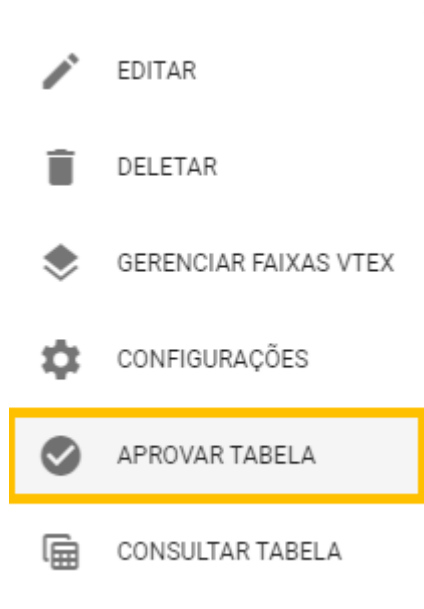 EDITAR
DELETAR
GERENCIAR FAIXAS VTEX
CONFIGURAÇÕES
APROVAR TABELA
CONSULTAR TABELA